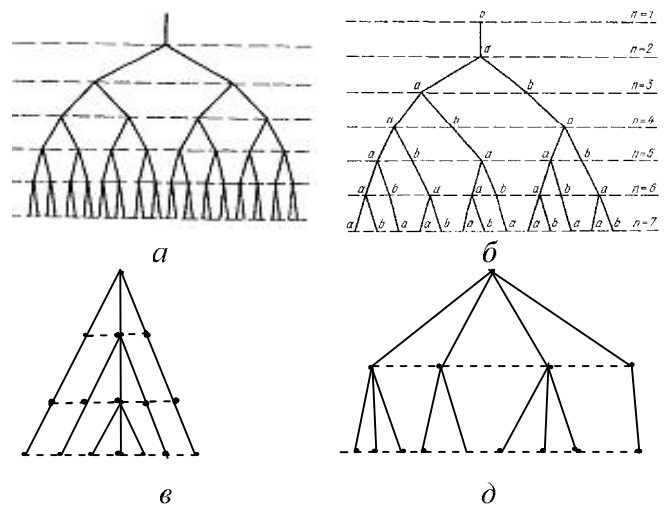 b n=1
a n=2
a b n=3
a b a n=4
a b a a b n=5
a b a a b a b a n=6
a b a a b a b a a b a a b n=7
а б
в д